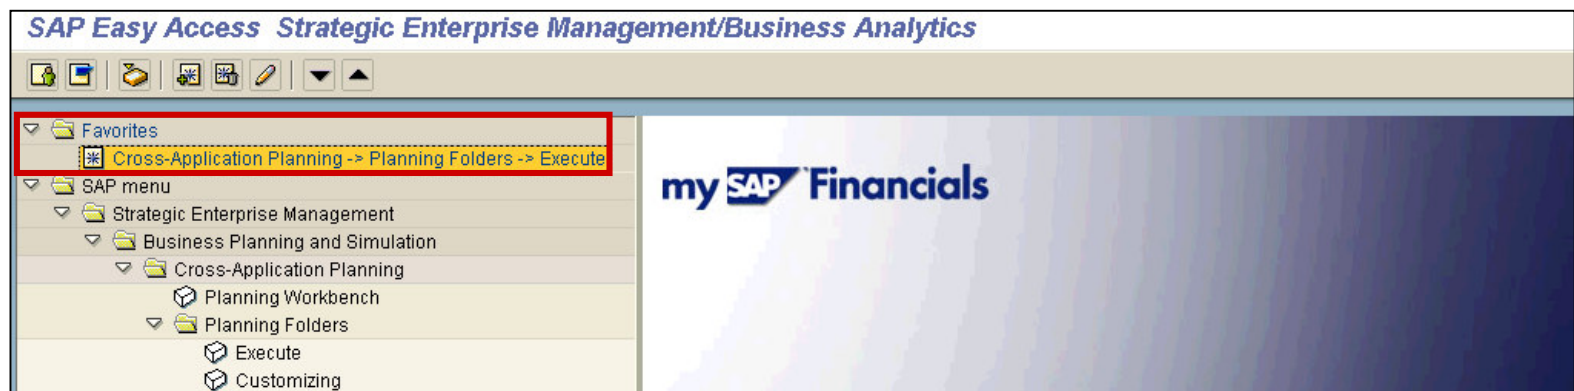 SAP Easy Access Strategic Enterprise Management/Business Analytics
Favorites
Cross-Application Planning -> Planning Folders -> Execute
SAP menu
Strategic Enterprise Management
Business Planning and Simulation
Cross-Application Planning
Planning Workbench
Planning Folders
Execute
Customizing
my SAP Financials